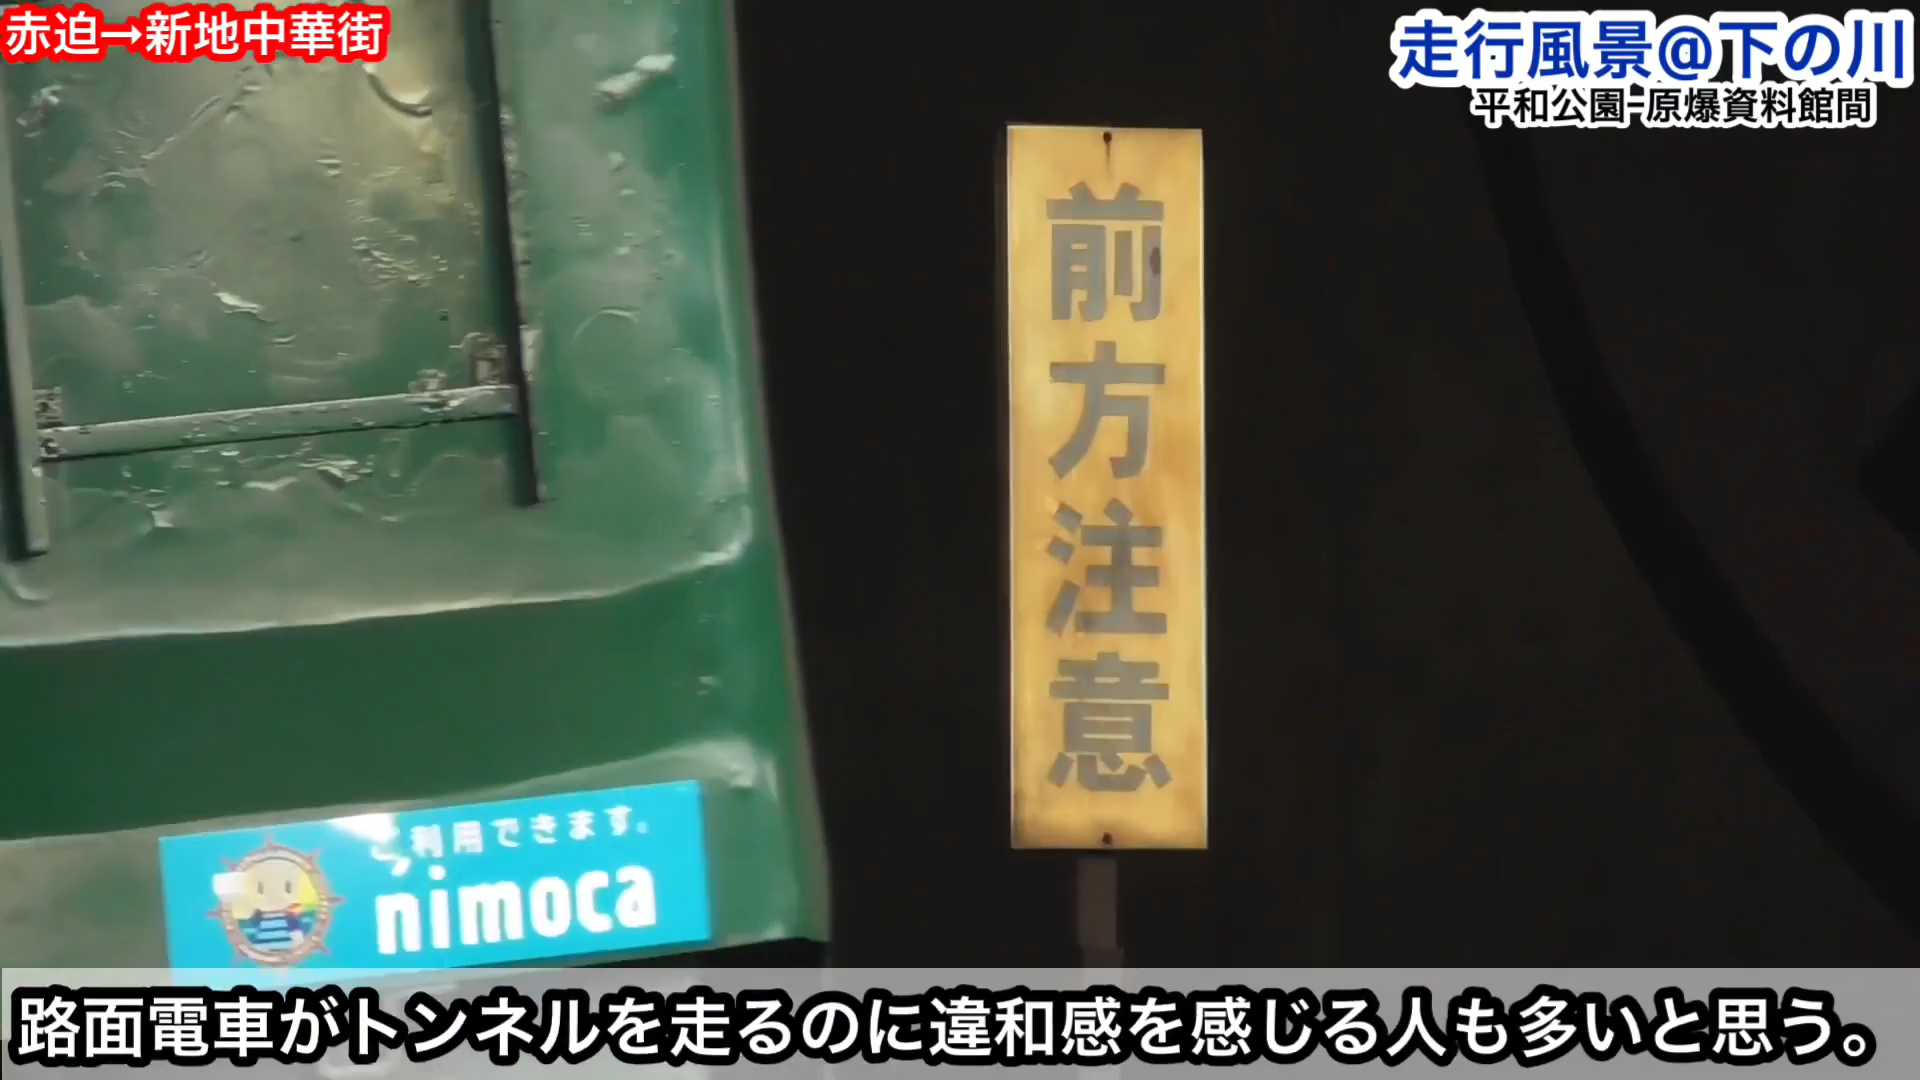 赤迫→新地中華街
走行風景@下の川
平和公園-原爆資料館間
前方注意
ご利用できます。
nimoca
路面電車がトンネルを走るのに違和感を感じる人も多いと思う。